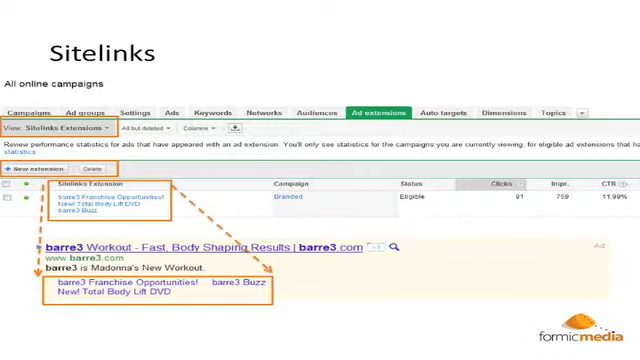 Sitelinks
All online campaigns
Campaigns Ad groups Settings Ads Keywords Networks Audiences Ad extensions Auto targets Dimensions Topics
View: Sitelinks Extensions All but deleted Columns
Review performance statistics for ads that have appeared with an ad extension. You'll only see statistics for the campaigns you are currently viewing, for eligible ad extensions that ha
statistics
+ New extension Delete
Sitelinks Extension Campaign Status Clicks Impr. CTR
barre3 Franchise Opportunities! Branded Eligible 91 759 11.99%
New! Total Body Lift DVD
barre3 Buzz
barre3 Workout - Fast, Body Shaping Results | barre3.com +1 Ad
www.barre3.com
barre3 is Madonna's New Workout.
barre3 Franchise Opportunities! barre3 Buzz
New! Total Body Lift DVD
formicmedia